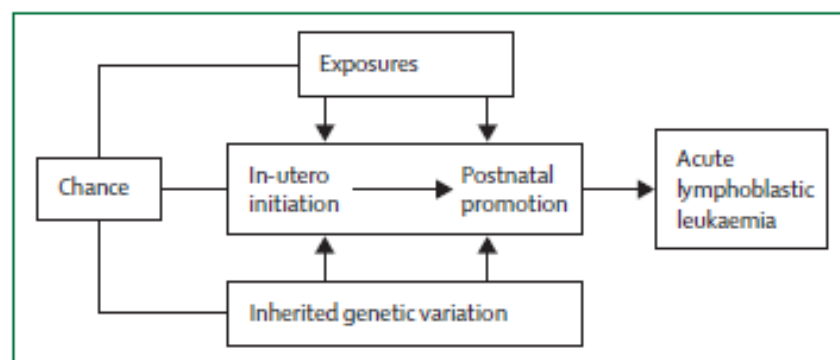 Exposures
Chance
In-utero
initiation
Postnatal
promotion
Acute
lymphoblastic
leukaemia
Inherited genetic variation